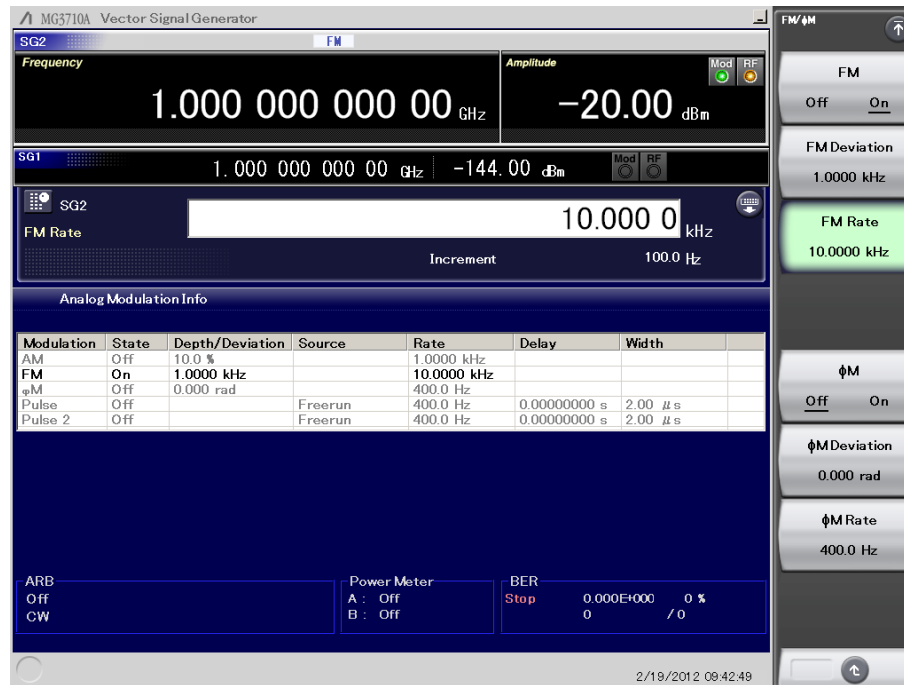 MG3710A Vector Signal Generator
SG2 FM
Frequency
1.000 000 000 00 GHz
Amplitude
Mod RF
-20.00 dBm
SG1
1.000 000 000 00 GHz -144.00 dBm
Mod RF
SG2
FM Rate
10.000 0 kHz
Increment 100.0 Hz
Analog Modulation Info
Modulation State Depth/Deviation Source Rate Delay Width
AM Off 10.0 % 1.0000 kHz
FM On 1.0000 kHz 10.0000 kHz
φM Off 0.000 rad 400.0 Hz
Pulse Off Freerun 400.0 Hz 0.00000000 s 2.00 μs
Pulse 2 Off Freerun 400.0 Hz 0.00000000 s 2.00 μs
ARB
Off
CW
Power Meter
A : Off
B : Off
BER
Stop 0.000E+000 0 %
0 / 0
2/19/2012 09:42:49
FM/ϕM
FM
Off On
FM Deviation
1.0000 kHz
FM Rate
10.0000 kHz
ϕM
Off On
ϕM Deviation
0.000 rad
ϕM Rate
400.0 Hz